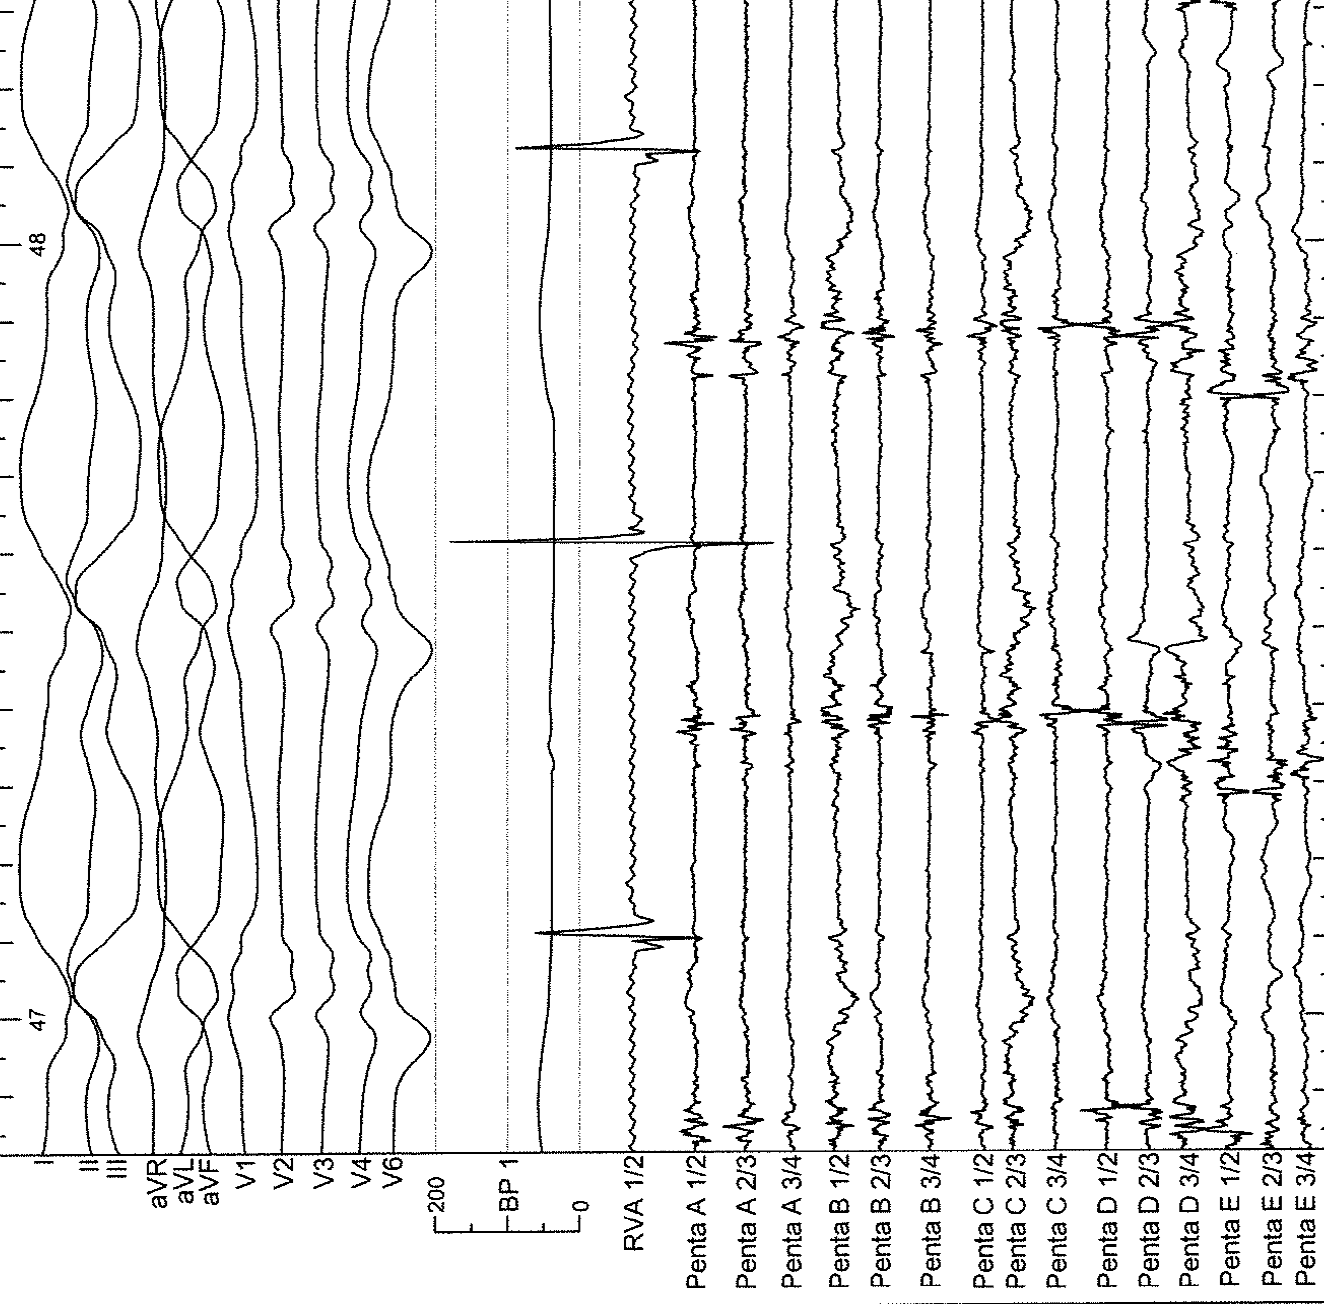 I
II
III
aVR
aVL
aVF
V1
V2
V3
V4
V6
200
BP 1
0
RVA 1/2
Penta A 1/2
Penta A 2/3
Penta A 3/4
Penta B 1/2
Penta B 2/3
Penta B 3/4
Penta C 1/2
Penta C 2/3
Penta C 3/4
Penta D 1/2
Penta D 2/3
Penta D 3/4
Penta E 1/2
Penta E 2/3
Penta E 3/4
47
48